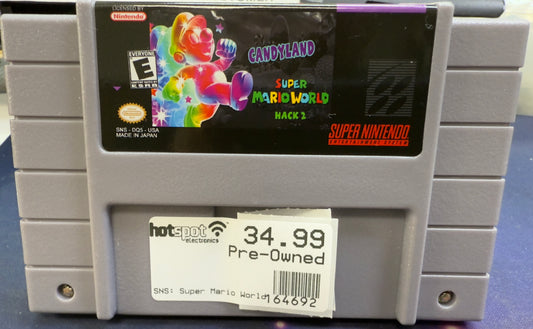 LICENSED BY
Nintendo
EVERYONE
E
ESRB
CANDYLAND
SUPER
MARIO WORLD
HACK 2
SNS - DQ5 - USA
MADE IN JAPAN
SUPER NINTENDO
ENTERTAINMENT SYSTEM
hotspot
electronics
34.99
Pre-Owned
SNS: Super Mario World
164692